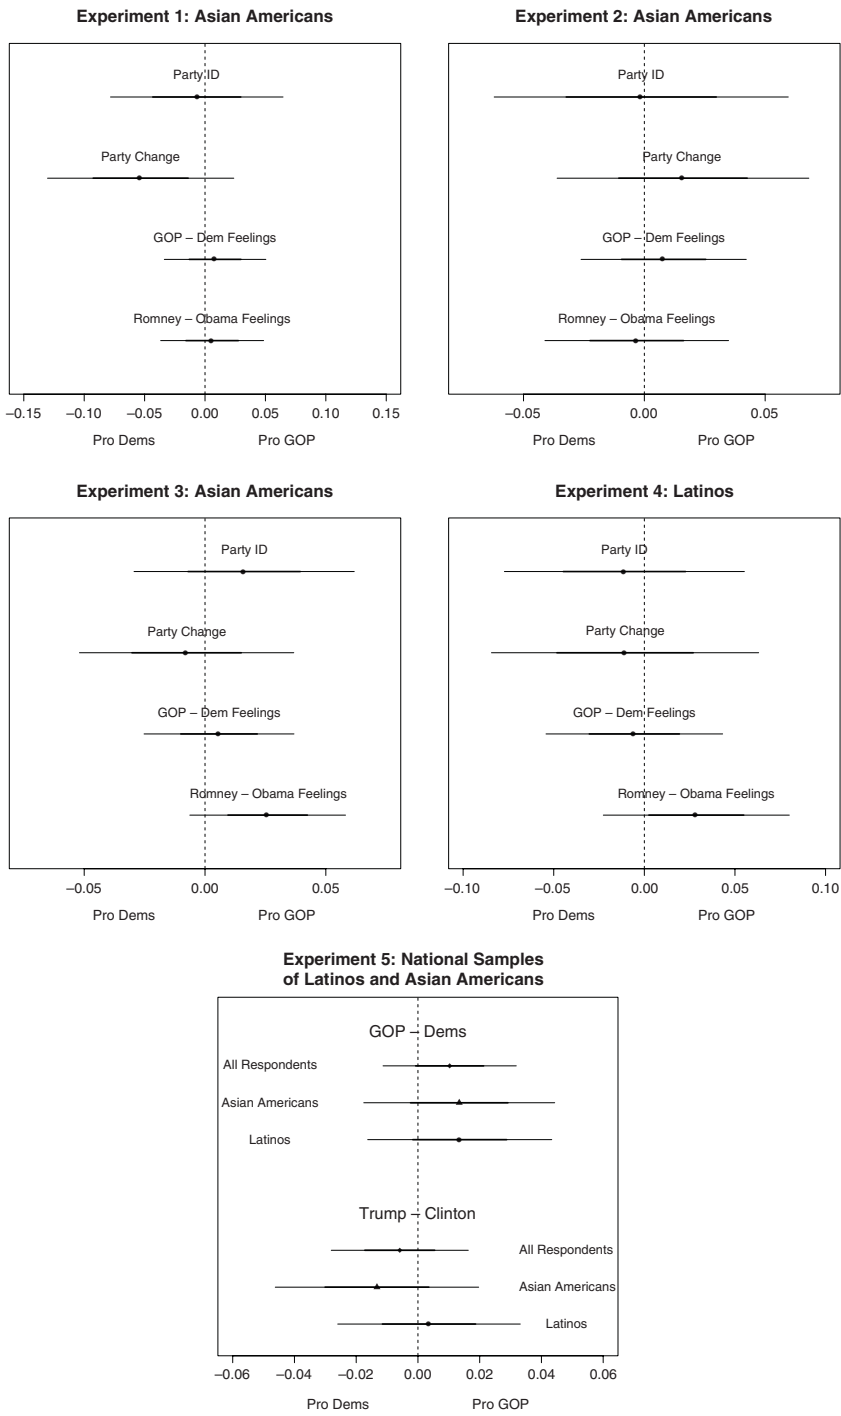 Experiment 1: Asian Americans
Party ID
Party Change
GOP – Dem Feelings
Romney – Obama Feelings
−0.15 −0.10 −0.05 0.00 0.05 0.10 0.15
Pro Dems Pro GOP
Experiment 2: Asian Americans
Party ID
Party Change
GOP – Dem Feelings
Romney – Obama Feelings
−0.05 0.00 0.05
Pro Dems Pro GOP
Experiment 3: Asian Americans
Party ID
Party Change
GOP – Dem Feelings
Romney – Obama Feelings
−0.05 0.00 0.05
Pro Dems Pro GOP
Experiment 4: Latinos
Party ID
Party Change
GOP – Dem Feelings
Romney – Obama Feelings
−0.10 −0.05 0.00 0.05 0.10
Pro Dems Pro GOP
Experiment 5: National Samples
of Latinos and Asian Americans
GOP – Dems
All Respondents
Asian Americans
Latinos
Trump – Clinton
All Respondents
Asian Americans
Latinos
−0.06 −0.04 −0.02 0.00 0.02 0.04 0.06
Pro Dems Pro GOP